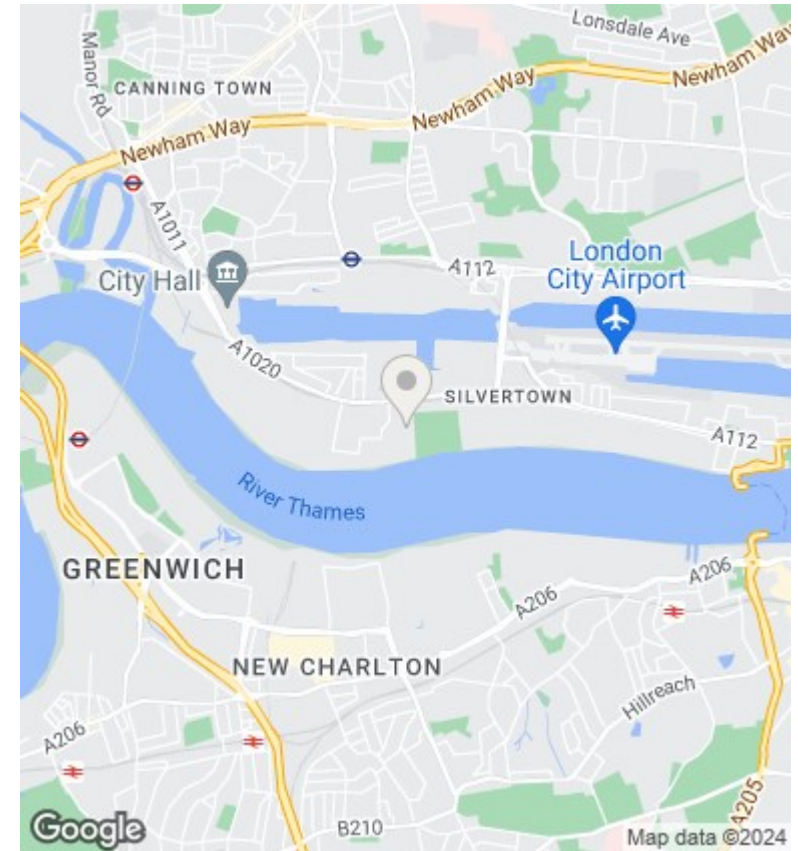 Lonsdale Ave
Manor Rd
Newham Way
CANNING TOWN
Newham Way
Newham Way
A1011
London
City Airport
A112
City Hall
A1020
SILVERTOWN
A112
River Thames
GREENWICH
A206
A206
NEW CHARLTON
Hillreach
A206
A205
B210
Google
Map data ©2024